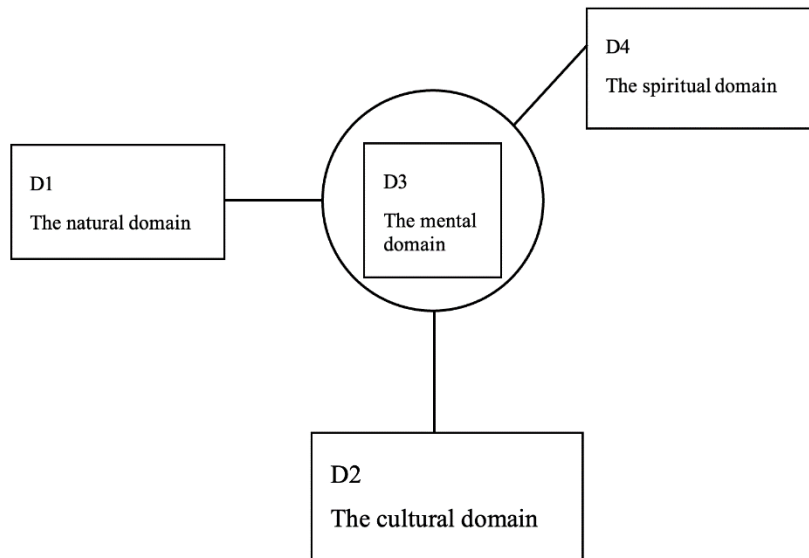 D4
The spiritual domain
D1
The natural domain
D3
The mental
domain
D2
The cultural domain